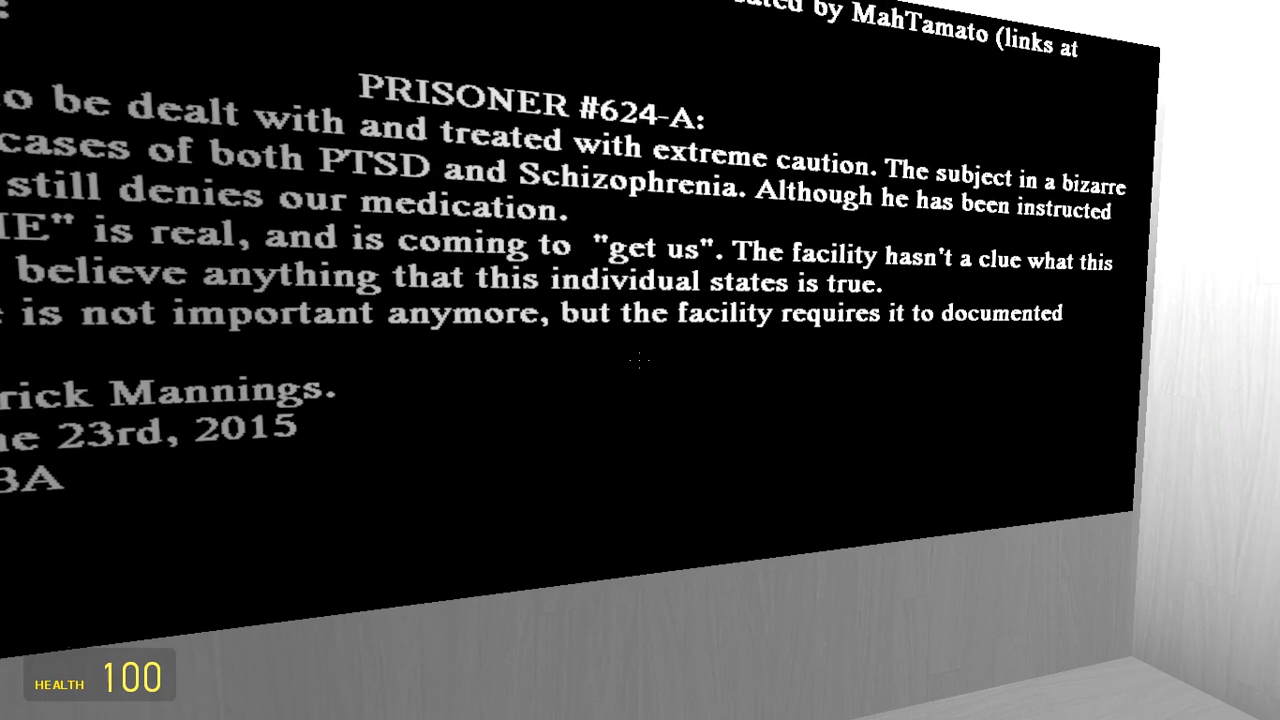 by MahTamato (links at
PRISONER #624-A:
be dealt with and treated with extreme caution. The subject in a bizarre
cases of both PTSD and Schizophrenia. Although he has been instructed
still denies our medication.
is real, and is coming to "get us". The facility hasn't a clue what this
believe anything that this individual states is true.
is not important anymore, but the facility requires it to documented
Mannings.
23rd, 2015
HEALTH 100